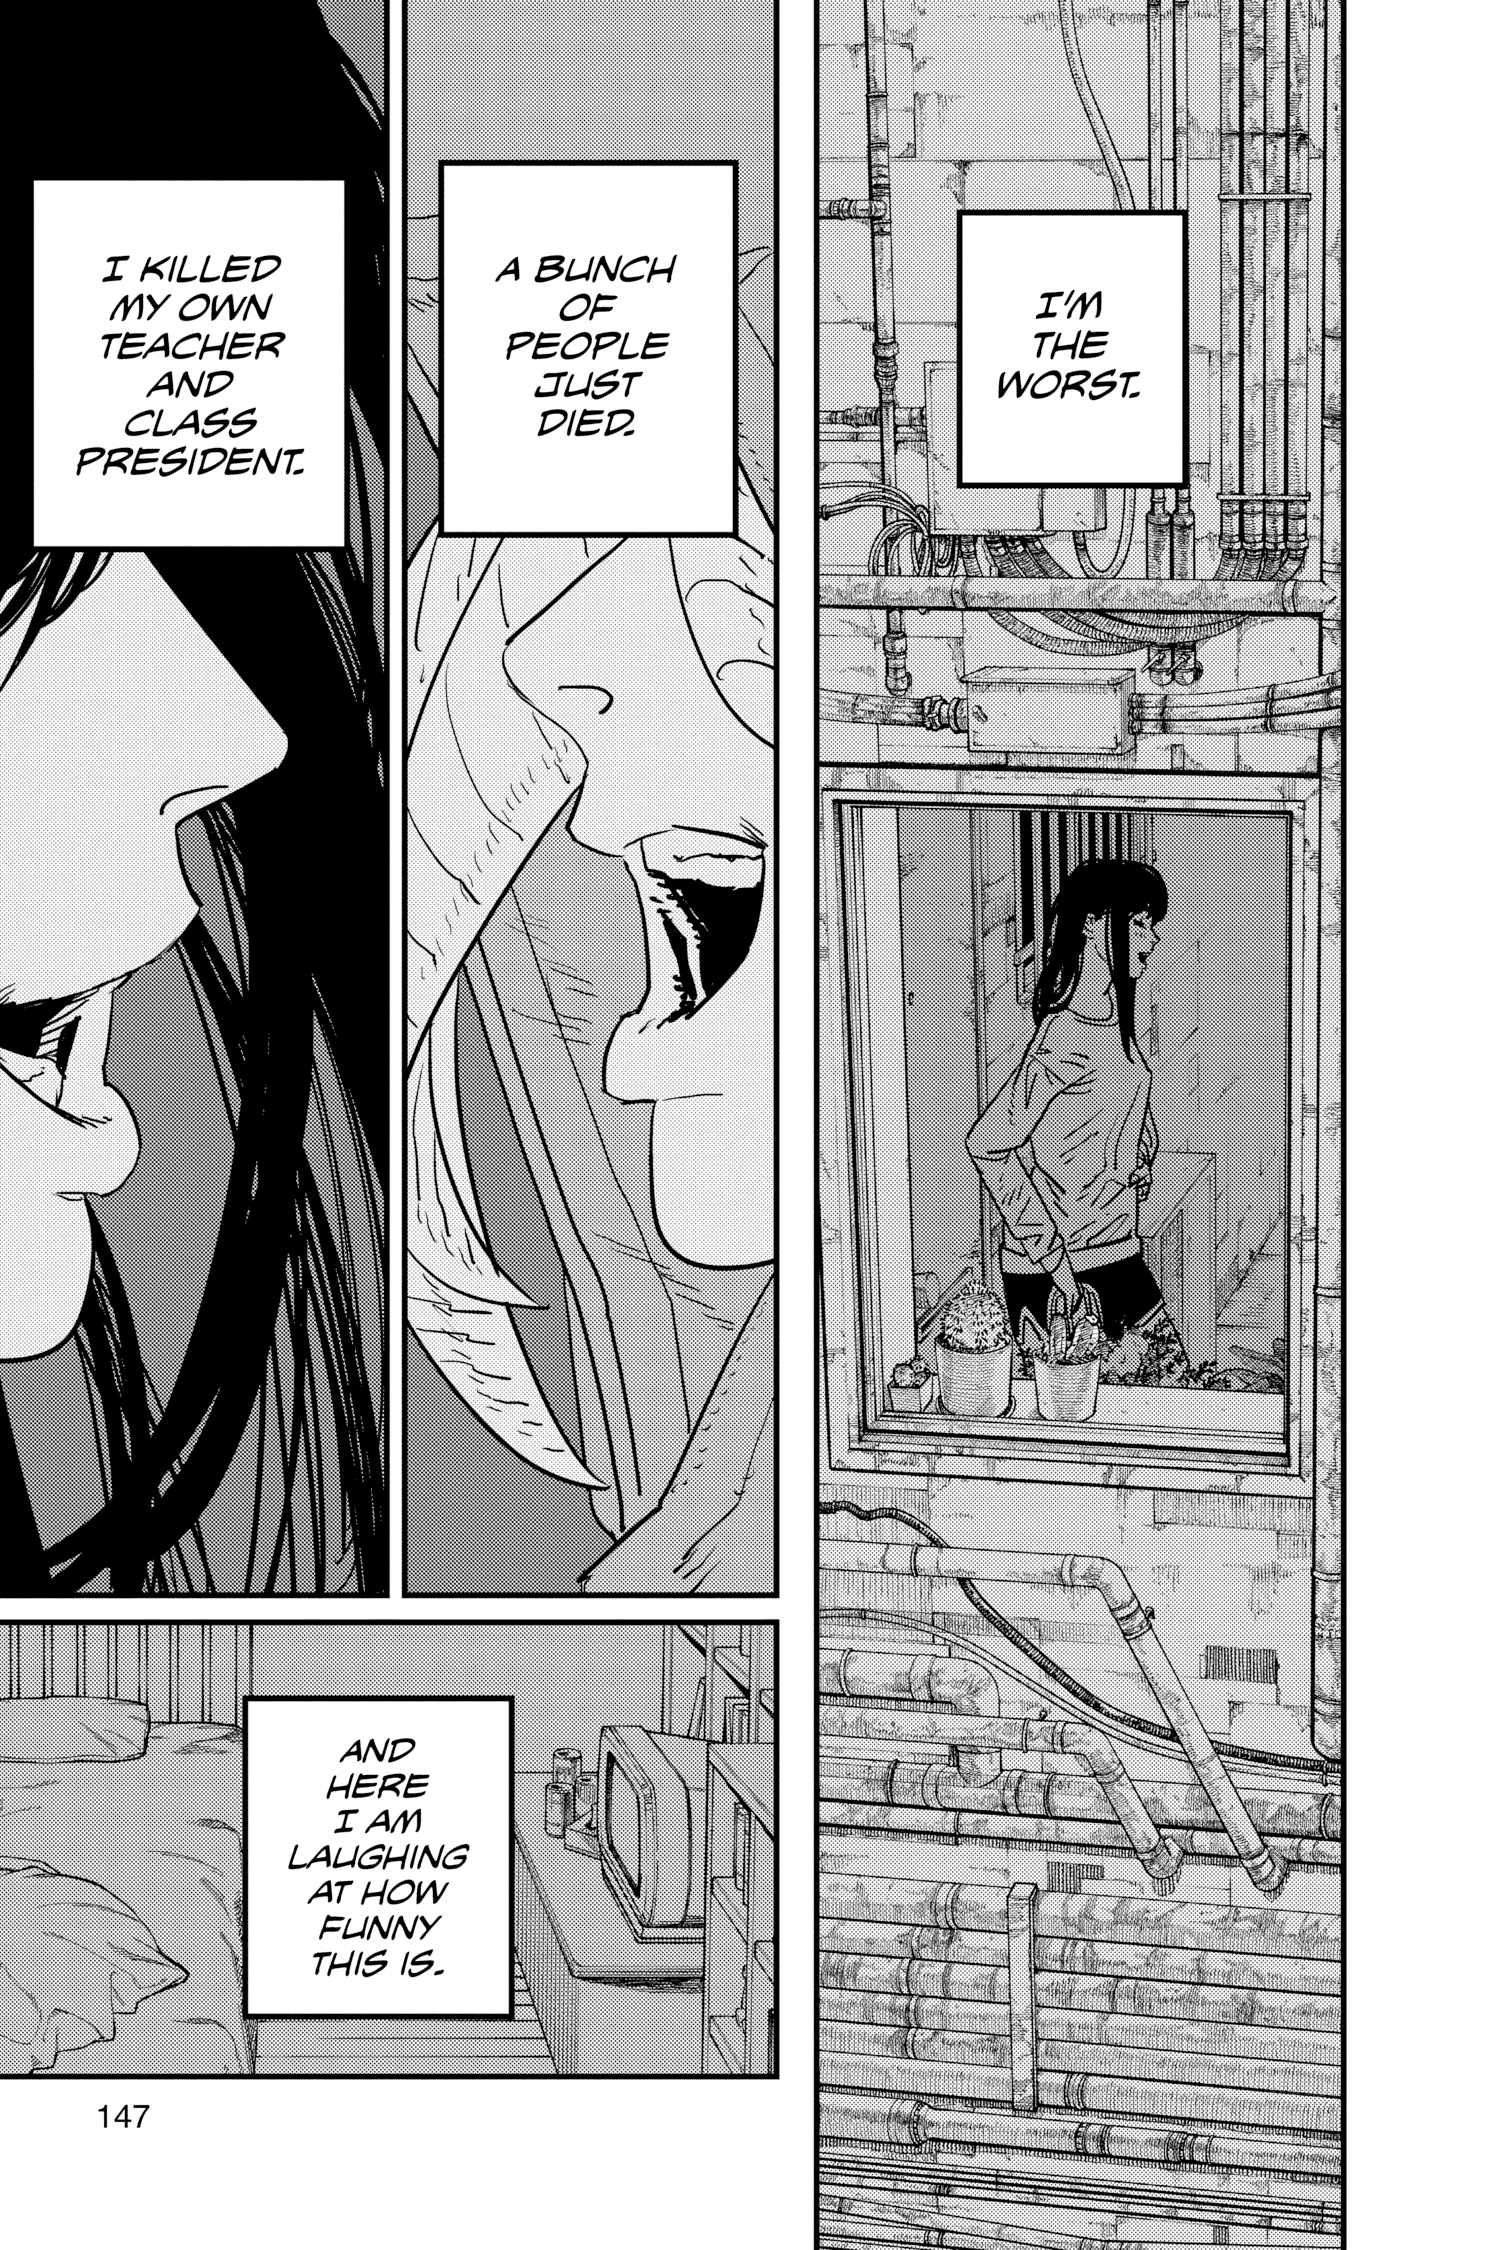 I'M
THE
WORST.
A BUNCH
OF
PEOPLE
JUST
DIED.
I KILLED
MY OWN
TEACHER
AND
CLASS
PRESIDENT.
AND
HERE
I AM
LAUGHING
AT HOW
FUNNY
THIS IS.
147